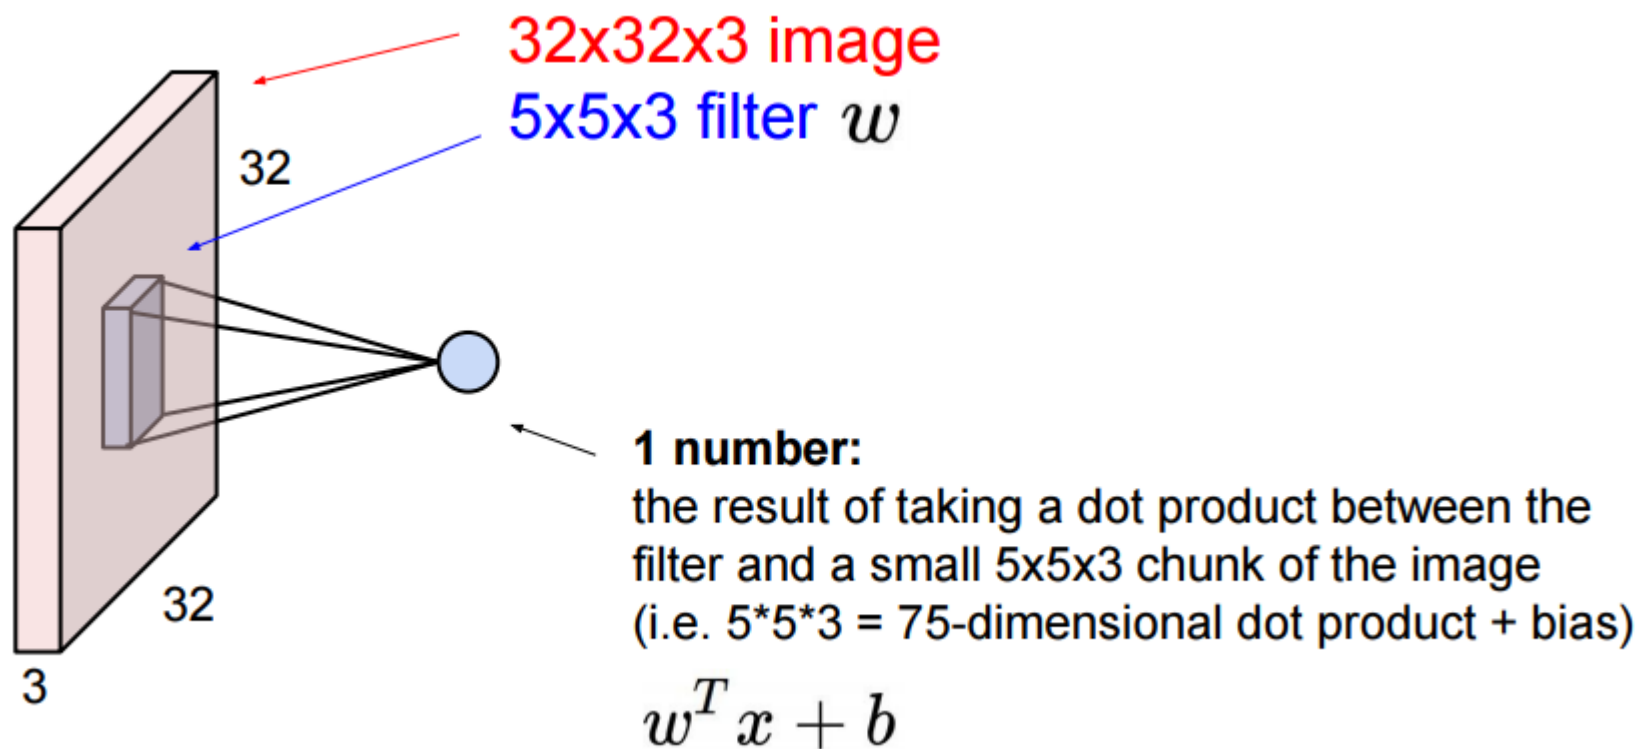 32x32x3 image
5x5x3 filter w
32
32
3
1 number:
the result of taking a dot product between the
filter and a small 5x5x3 chunk of the image
(i.e. 5*5*3 = 75-dimensional dot product + bias)
w^T x + b